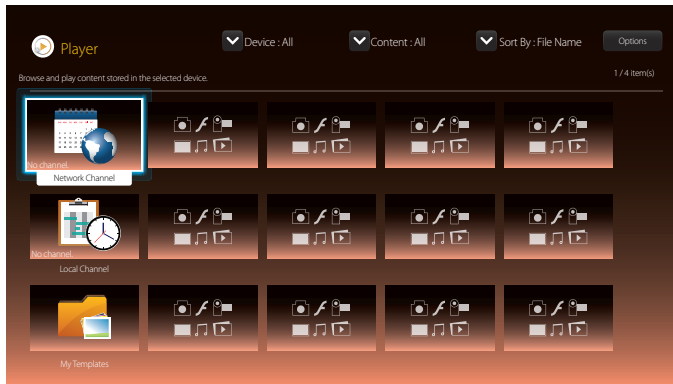 Player
Device : All
Content : All
Sort By : File Name
Options
Browse and play content stored in the selected device.
1 / 4 item(s)
No channel.
Network Channel
No channel.
Local Channel
My Templates